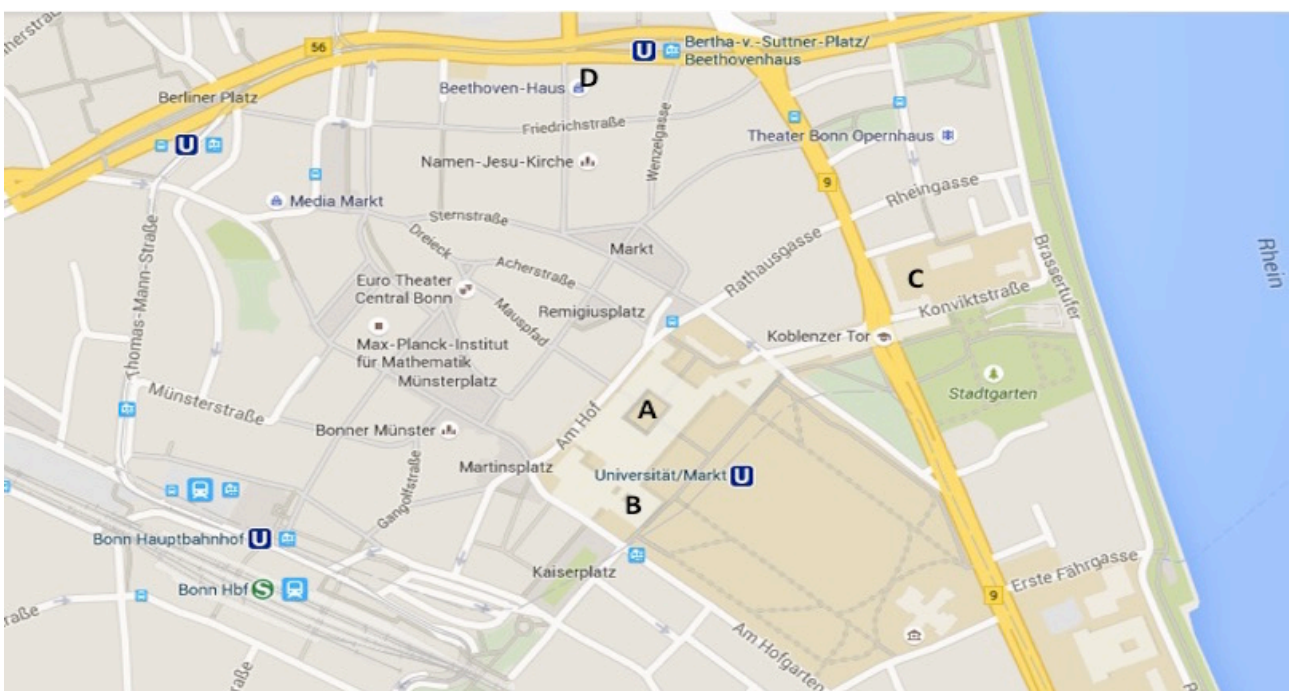 56
Bertha-v.-Suttner-Platz/
Beethovenhaus
U
D
Beethoven-Haus
Berliner Platz
Friedrichstraße
Theater Bonn Opernhaus
U
Namen-Jesu-Kirche
Wenzelgasse
9
Rheingasse
Media Markt
Sternstraße
Thomas-Mann-Straße
Dreieck
Markt
Rathausgasse
Brassertufer
Rhein
Acherstraße
C
Euro Theater
Central Bonn
Mauspfad
Remigiusplatz
Konviktstraße
Koblenzer Tor
Max-Planck-Institut
für Mathematik
Münsterplatz
Stadtgarten
Münsterstraße
A
Am Hof
Bonner Münster
Martinsplatz
Universität/Markt
U
Gangolfstraße
B
Bonn Hauptbahnhof
U
Kaiserplatz
Bonn Hbf
S
Erste Fährgasse
9
Am Hofgarten